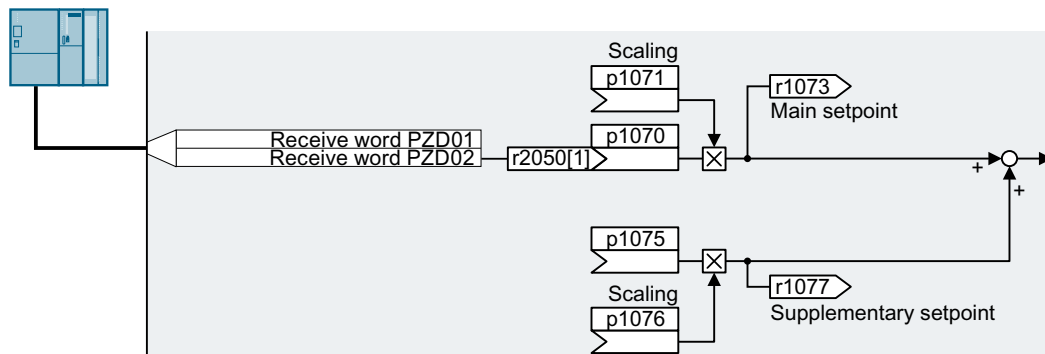 Scaling
p1071
r1073
Main setpoint
Receive word PZD01
Receive word PZD02
r2050[1]
p1070
+
+
p1075
r1077
Supplementary setpoint
Scaling
p1076